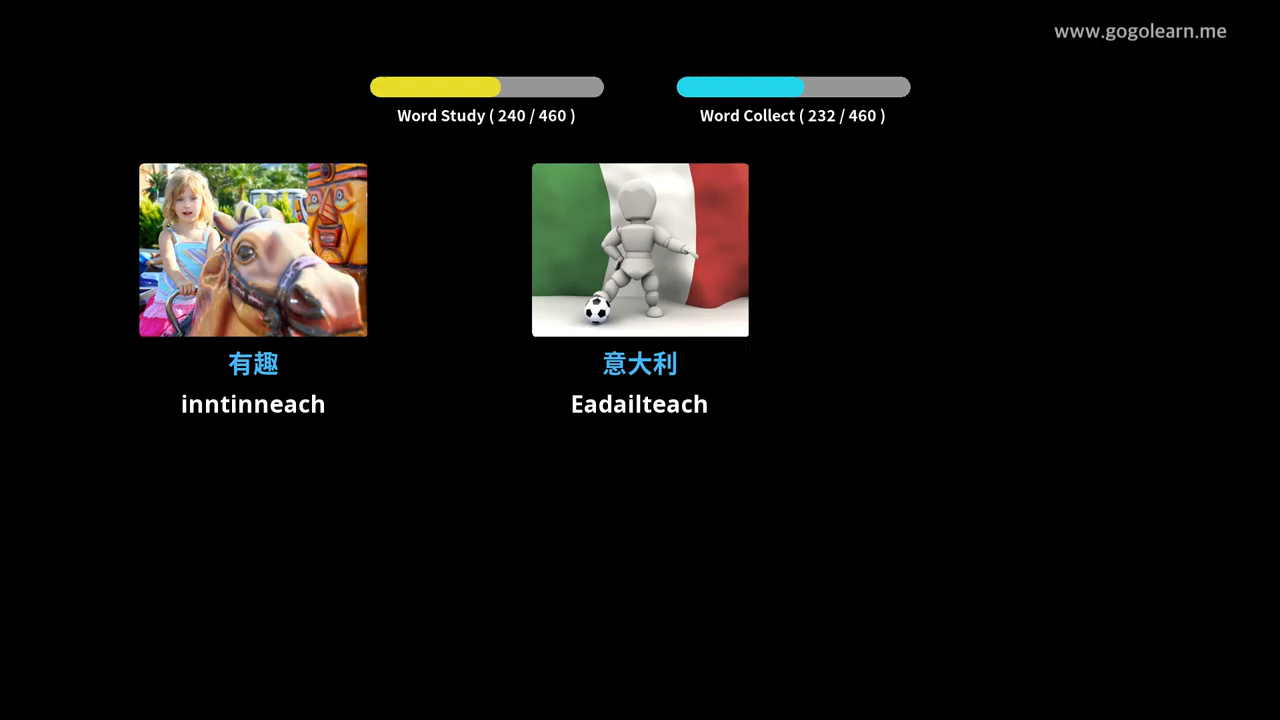 www.gogolearn.me
Word Study ( 240 / 460 )
Word Collect ( 232 / 460 )
有趣
意大利
inntinneach
Eadailteach